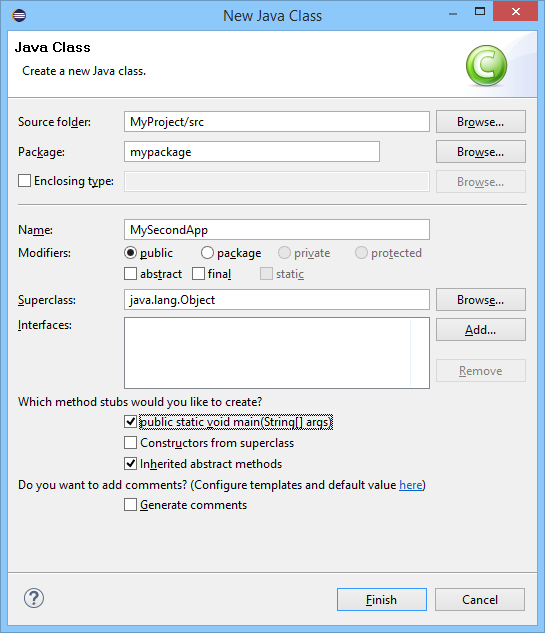 New Java Class
Java Class
Create a new Java class.
C
Source folder: MyProject/src Browse...
Package: mypackage Browse...
Enclosing type: Browse...
Name: MySecondApp
Modifiers: public package private protected
abstract final static
Superclass: java.lang.Object Browse...
Interfaces: Add...
Remove
Which method stubs would you like to create?
public static void main(String[] args)
Constructors from superclass
Inherited abstract methods
Do you want to add comments? (Configure templates and default value here)
Generate comments
? Finish Cancel